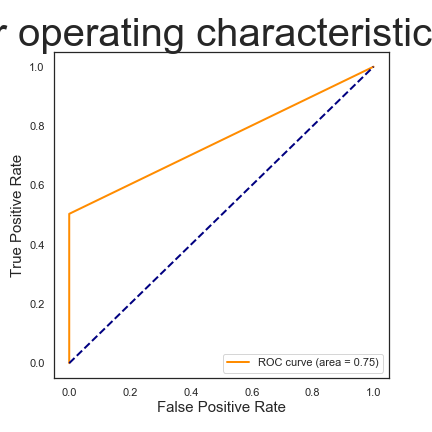 r operating characteristic
1.0
0.8
0.6
0.4
0.2
0.0
True Positive Rate
ROC curve (area = 0.75)
0.0 0.2 0.4 0.6 0.8 1.0
False Positive Rate